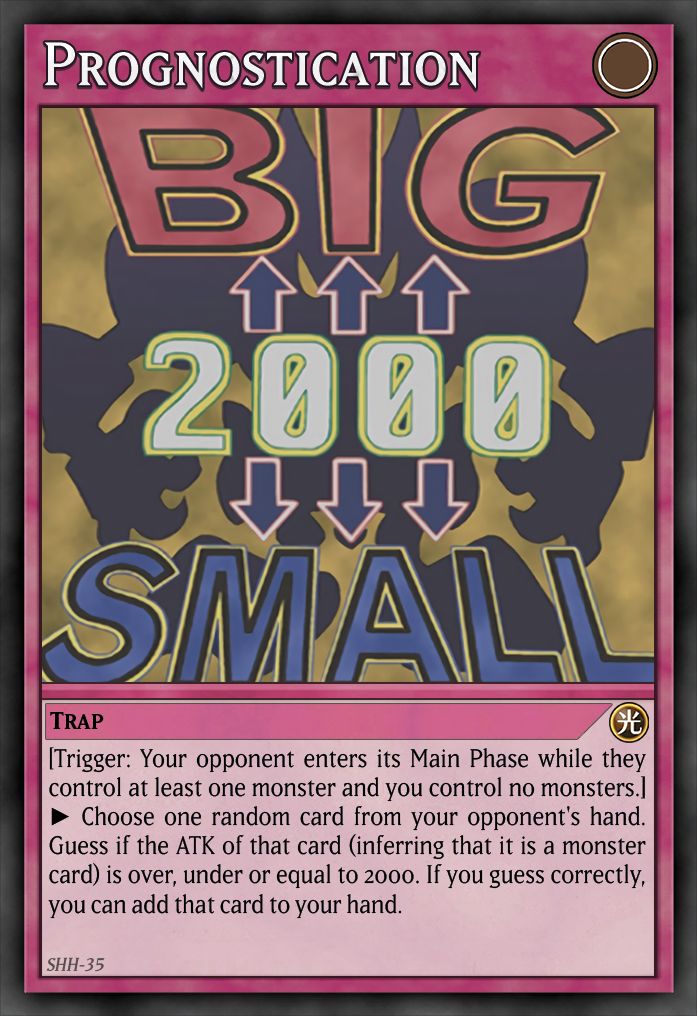 PROGNOSTICATION
BIG
2000
SMALL
TRAP
光
[Trigger: Your opponent enters its Main Phase while they
control at least one monster and you control no monsters.]
► Choose one random card from your opponent's hand.
Guess if the ATK of that card (inferring that it is a monster
card) is over, under or equal to 2000. If you guess correctly,
you can add that card to your hand.
SHH-35